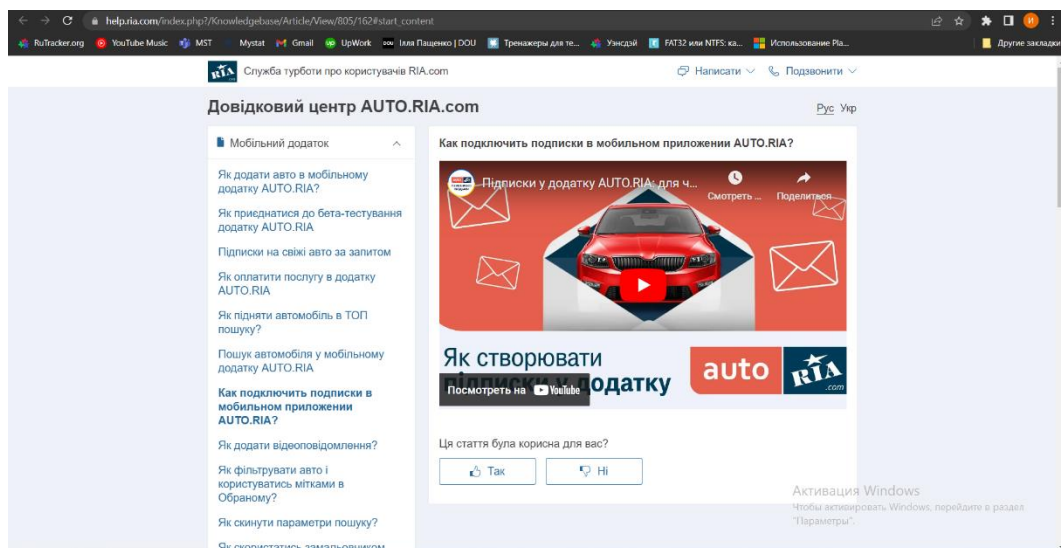 help.ria.com/index.php?/Knowledgebase/Article/View/805/162#start_content
RuTracker.org YouTube Music MST Mystat Gmail UpWork Ілля Пащенко | DOU Тренажеры для те... Уэнсдэй FAT32 или NTFS: ка... Использование Pla... Другие закладки
RIA Служба турботи про користувачів RIA.com Написати Подзвонити
Довідковий центр AUTO.RIA.com Рус Укр
Мобільний додаток
Як додати авто в мобільному
додатку AUTO.RIA?
Як приєднатися до бета-тестування
додатку AUTO.RIA
Підписки на свіжі авто за запитом
Як оплатити послугу в додатку
AUTO.RIA
Як підняти автомобіль в ТОП
пошуку?
Пошук автомобіля у мобільному
додатку AUTO.RIA
Как подключить подписки в
мобильном приложении
AUTO.RIA?
Як додати відеоповідомлення?
Як фільтрувати авто і
користуватись мітками в
Обраному?
Як скинути параметри пошуку?
Як скористатись замальовником
Как подключить подписки в мобильном приложении AUTO.RIA?
Підписки у додатку AUTO.RIA: для ч...
Смотреть ... Поделиться
Як створювати
підписки у додатку
auto RIA .com
Посмотреть на YouTube
Ця стаття була корисна для вас?
Так Ні
Активация Windows
Чтобы активировать Windows, перейдите в раздел
"Параметры".